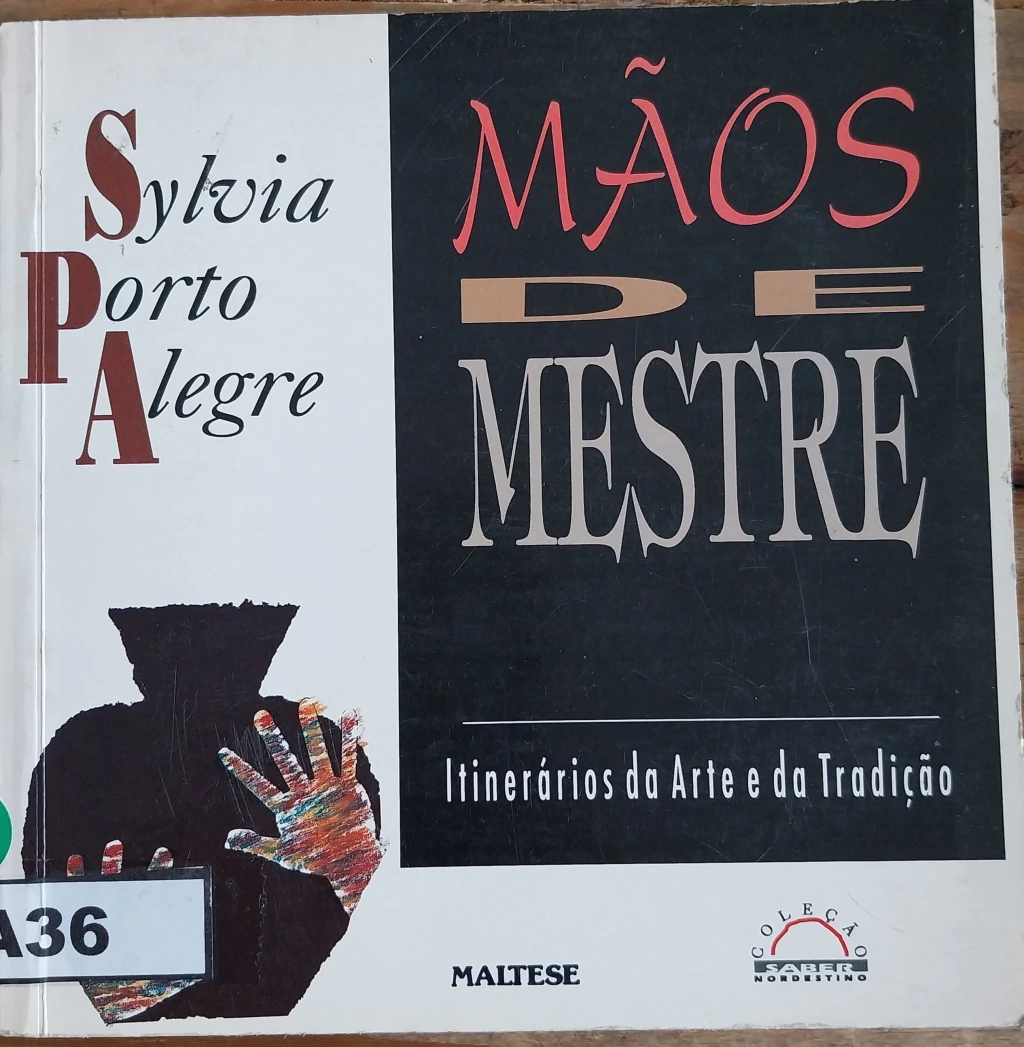 Sylvia
Porto
Alegre
MÃOS
DE
MESTRE
Itinerários da Arte e da Tradição
A36
MALTESE
COLEÇÃO
SABER
NORDESTINO